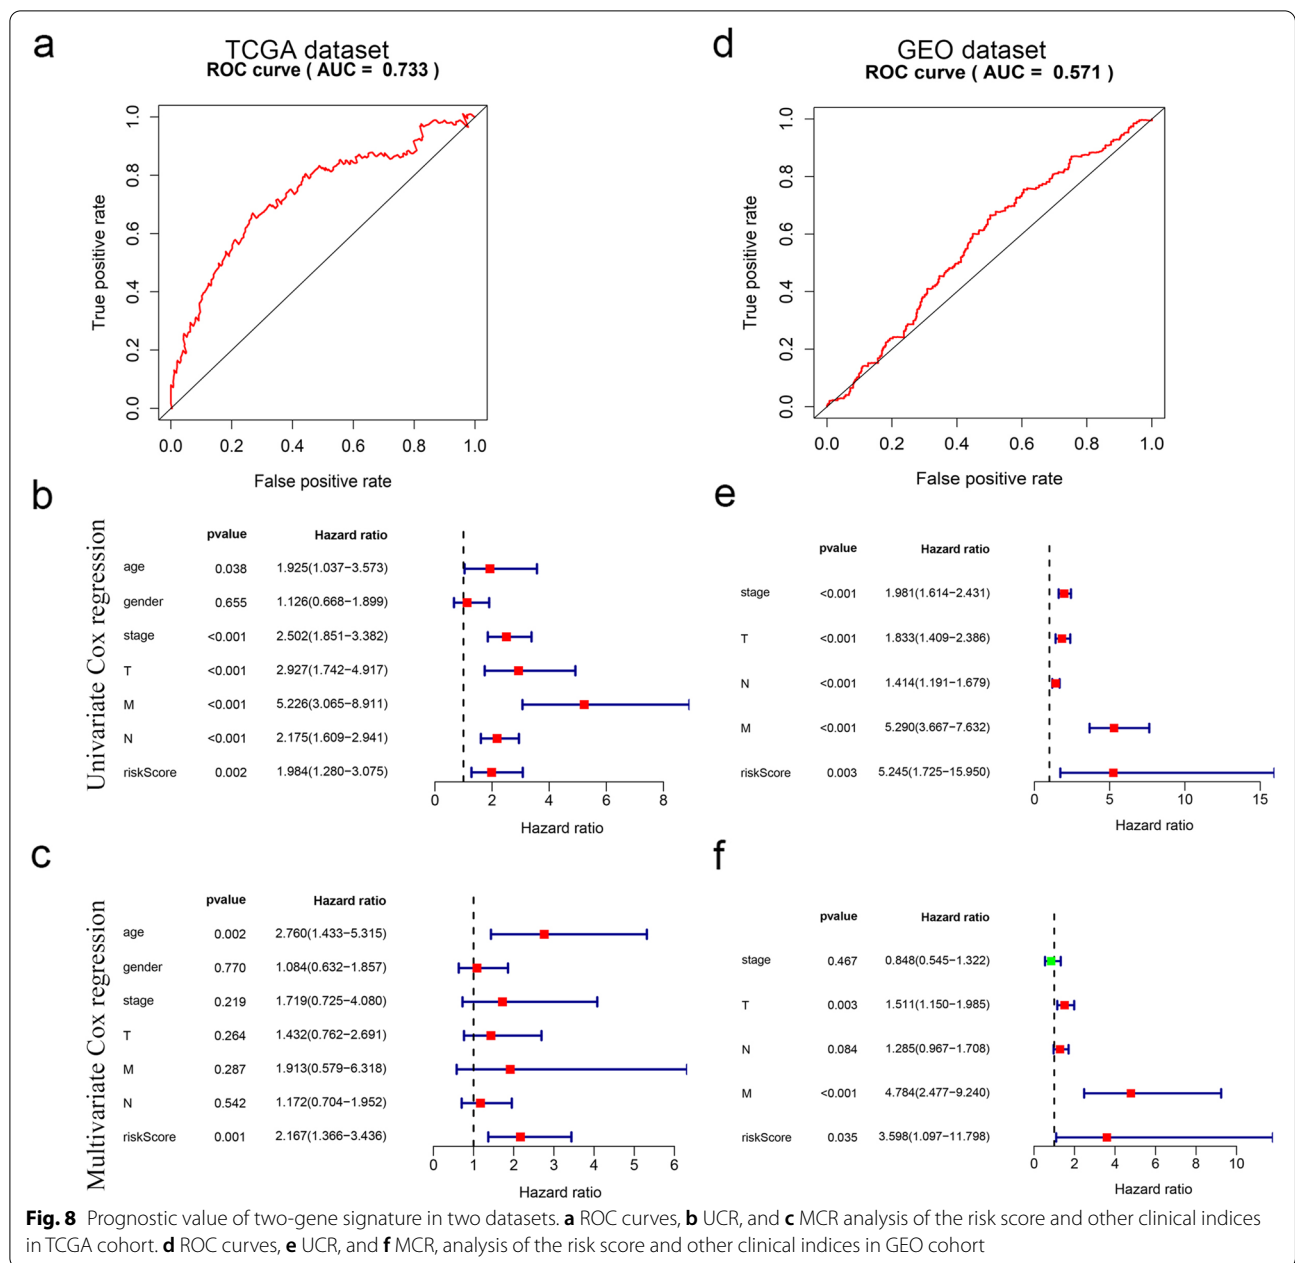 a
TCGA dataset
ROC curve ( AUC = 0.733 )
True positive rate
0.0 0.2 0.4 0.6 0.8 1.0
0.0 0.2 0.4 0.6 0.8 1.0
False positive rate
d
GEO dataset
ROC curve ( AUC = 0.571 )
True positive rate
0.0 0.2 0.4 0.6 0.8 1.0
0.0 0.2 0.4 0.6 0.8 1.0
False positive rate
b
Univariate Cox regression
pvalue Hazard ratio
age 0.038 1.925(1.037−3.573)
gender 0.655 1.126(0.668−1.899)
stage <0.001 2.502(1.851−3.382)
T <0.001 2.927(1.742−4.917)
M <0.001 5.226(3.065−8.911)
N <0.001 2.175(1.609−2.941)
riskScore 0.002 1.984(1.280−3.075)
0 2 4 6 8
Hazard ratio
e
pvalue Hazard ratio
stage <0.001 1.981(1.614−2.431)
T <0.001 1.833(1.409−2.386)
N <0.001 1.414(1.191−1.679)
M <0.001 5.290(3.667−7.632)
riskScore 0.003 5.245(1.725−15.950)
0 5 10 15
Hazard ratio
c
Multivariate Cox regression
pvalue Hazard ratio
age 0.002 2.760(1.433−5.315)
gender 0.770 1.084(0.632−1.857)
stage 0.219 1.719(0.725−4.080)
T 0.264 1.432(0.762−2.691)
M 0.287 1.913(0.579−6.318)
N 0.542 1.172(0.704−1.952)
riskScore 0.001 2.167(1.366−3.436)
0 1 2 3 4 5 6
Hazard ratio
f
pvalue Hazard ratio
stage 0.467 0.848(0.545−1.322)
T 0.003 1.511(1.150−1.985)
N 0.084 1.285(0.967−1.708)
M <0.001 4.784(2.477−9.240)
riskScore 0.035 3.598(1.097−11.798)
0 2 4 6 8 10
Hazard ratio
Fig. 8 Prognostic value of two-gene signature in two datasets. a ROC curves, b UCR, and c MCR analysis of the risk score and other clinical indices
in TCGA cohort. d ROC curves, e UCR, and f MCR, analysis of the risk score and other clinical indices in GEO cohort